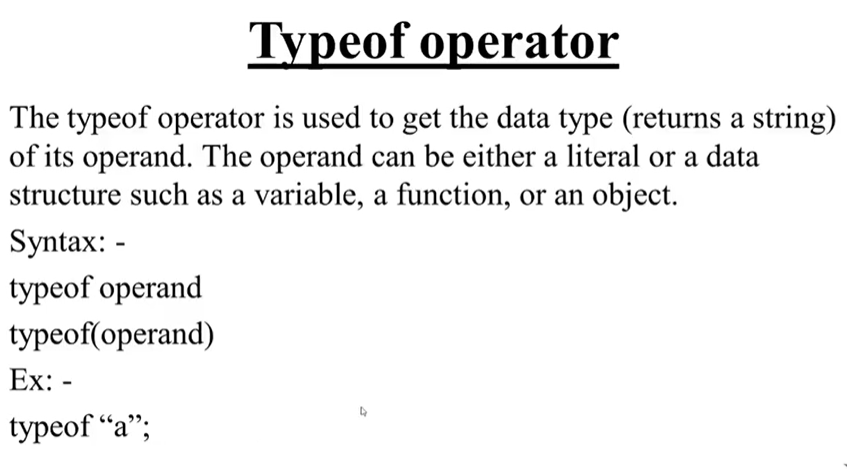 Typeof operator
The typeof operator is used to get the data type (returns a string)
of its operand. The operand can be either a literal or a data
structure such as a variable, a function, or an object.
Syntax: -
typeof operand
typeof(operand)
Ex: -
typeof “a”;